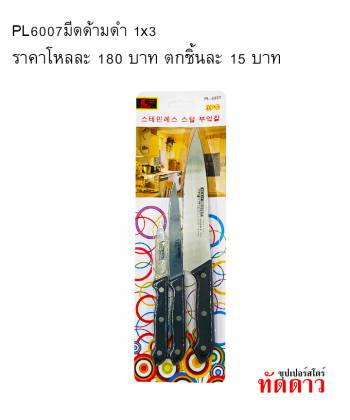 PL6007มีดด้ามดำ 1x3
ราคาโหลละ 180 บาท ตกชิ้นละ 15 บาท
3PC
스테인레스 스틸 부엌칼
ซุปเปอร์สโตร์
ทัดดาว